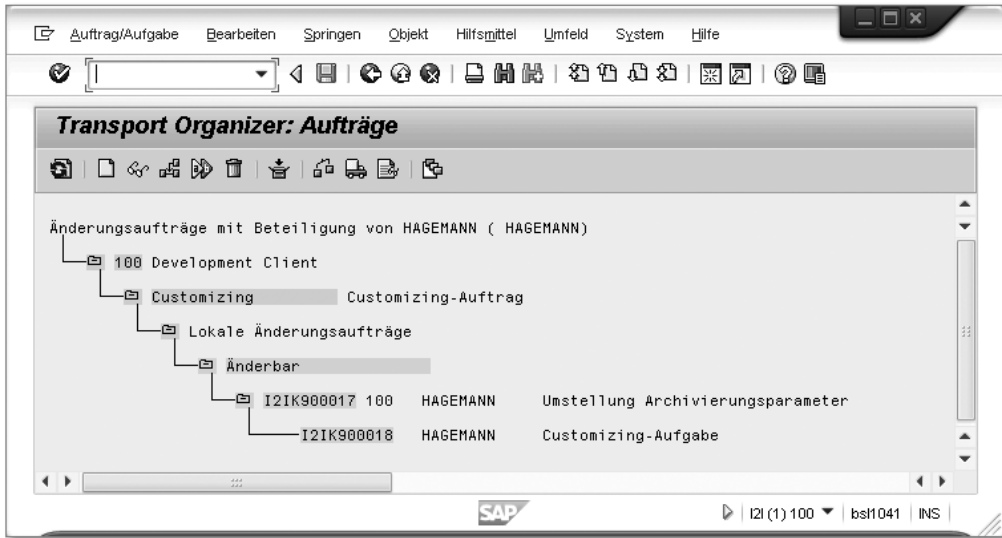 Auftrag/Aufgabe Bearbeiten Springen Objekt Hilfsmittel Umfeld System Hilfe
Transport Organizer: Aufträge
Änderungsaufträge mit Beteiligung von HAGEMANN ( HAGEMANN)
100 Development Client
Customizing Customizing-Auftrag
Lokale Änderungsaufträge
Änderbar
I2IK900017 100 HAGEMANN Umstellung Archivierungsparameter
I2IK900018 HAGEMANN Customizing-Aufgabe
SAP I2I (1) 100 bsl1041 INS